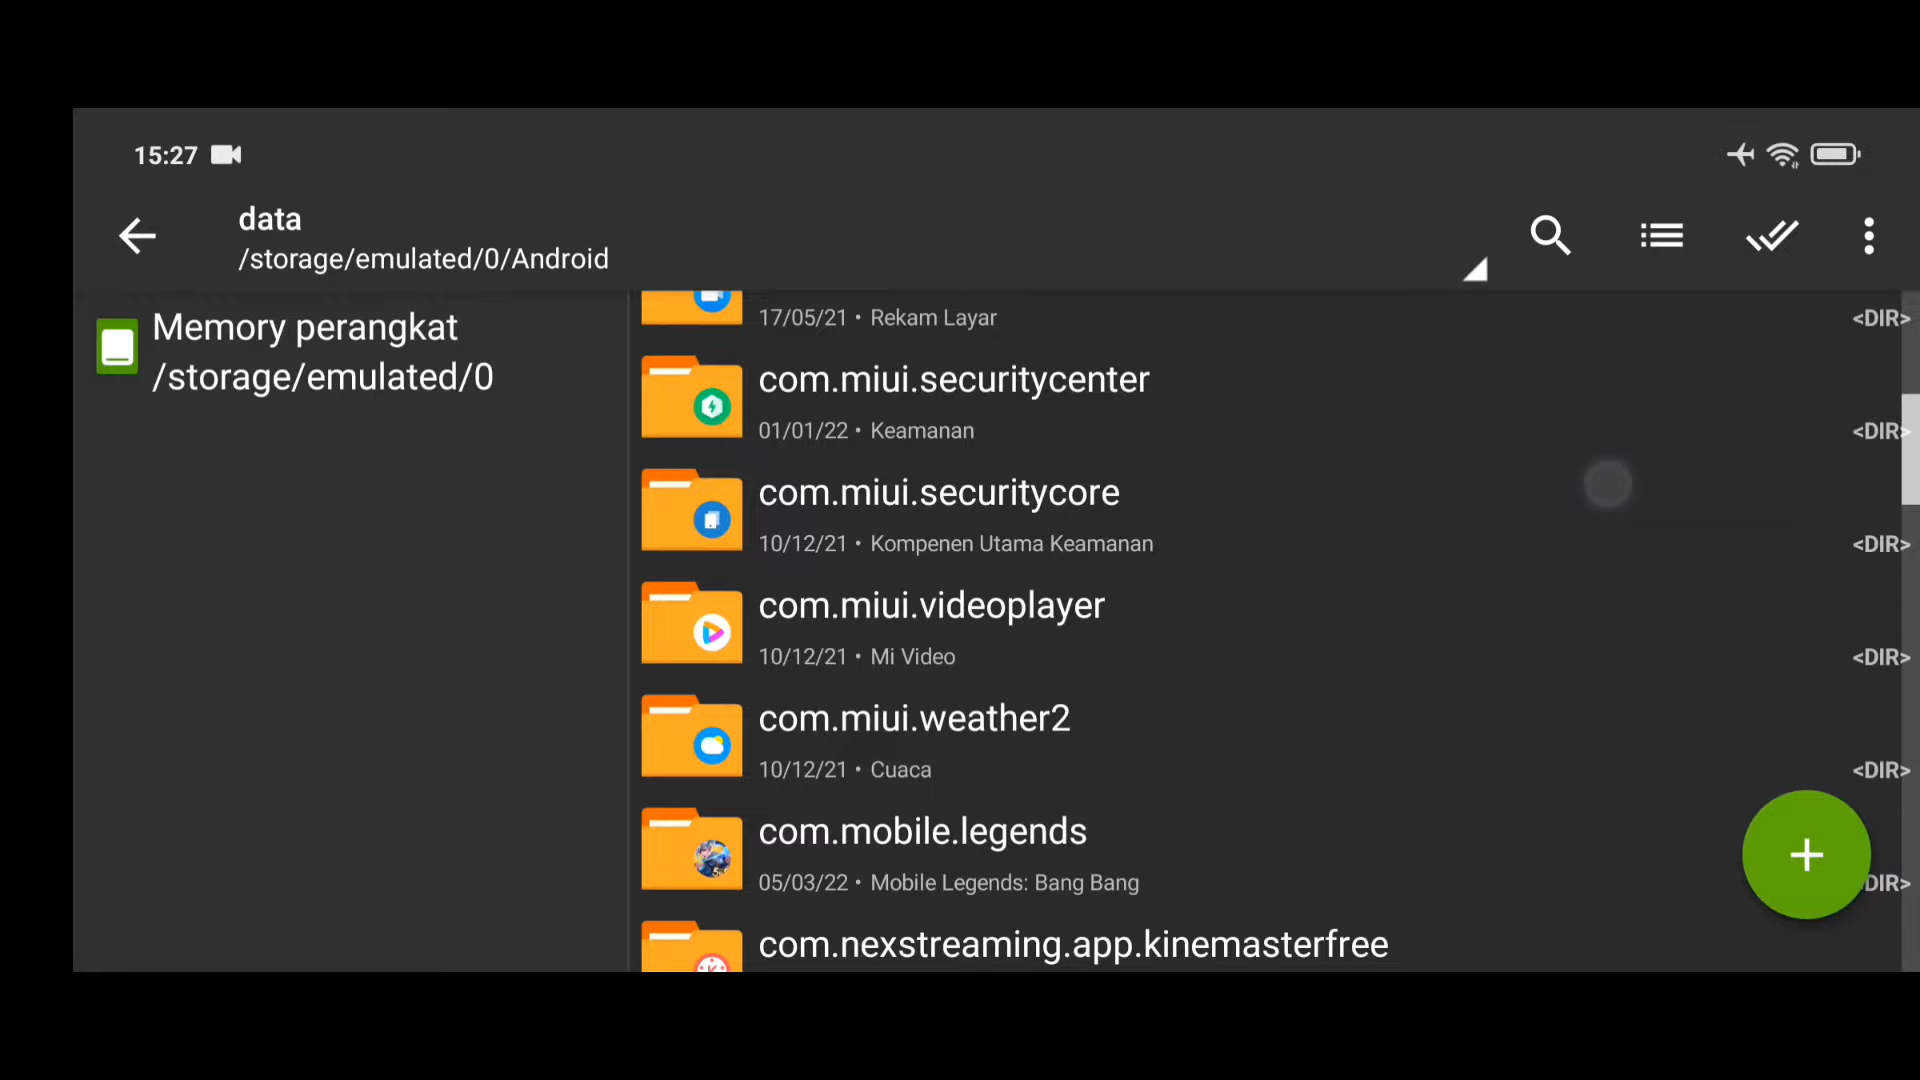 15:27
data
/storage/emulated/0/Android
Memory perangkat
/storage/emulated/0
17/05/21 • Rekam Layar
<DIR>
com.miui.securitycenter
01/01/22 • Keamanan
<DIR>
com.miui.securitycore
10/12/21 • Kompenen Utama Keamanan
<DIR>
com.miui.videoplayer
10/12/21 • Mi Video
<DIR>
com.miui.weather2
10/12/21 • Cuaca
<DIR>
com.mobile.legends
05/03/22 • Mobile Legends: Bang Bang
DIR>
com.nexstreaming.app.kinemasterfree